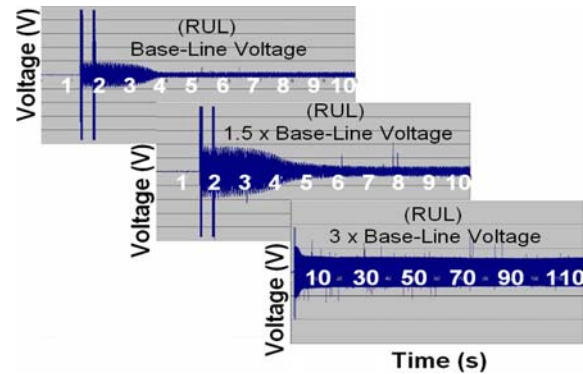 (RUL)
Base-Line Voltage
Voltage (V)
1 2 3 4 5 6 7 8 9 10
(RUL)
1.5 x Base-Line Voltage
Voltage (V)
1 2 3 4 5 6 7 8 9 10
(RUL)
3 x Base-Line Voltage
Voltage (V)
10 30 50 70 90 110
Time (s)